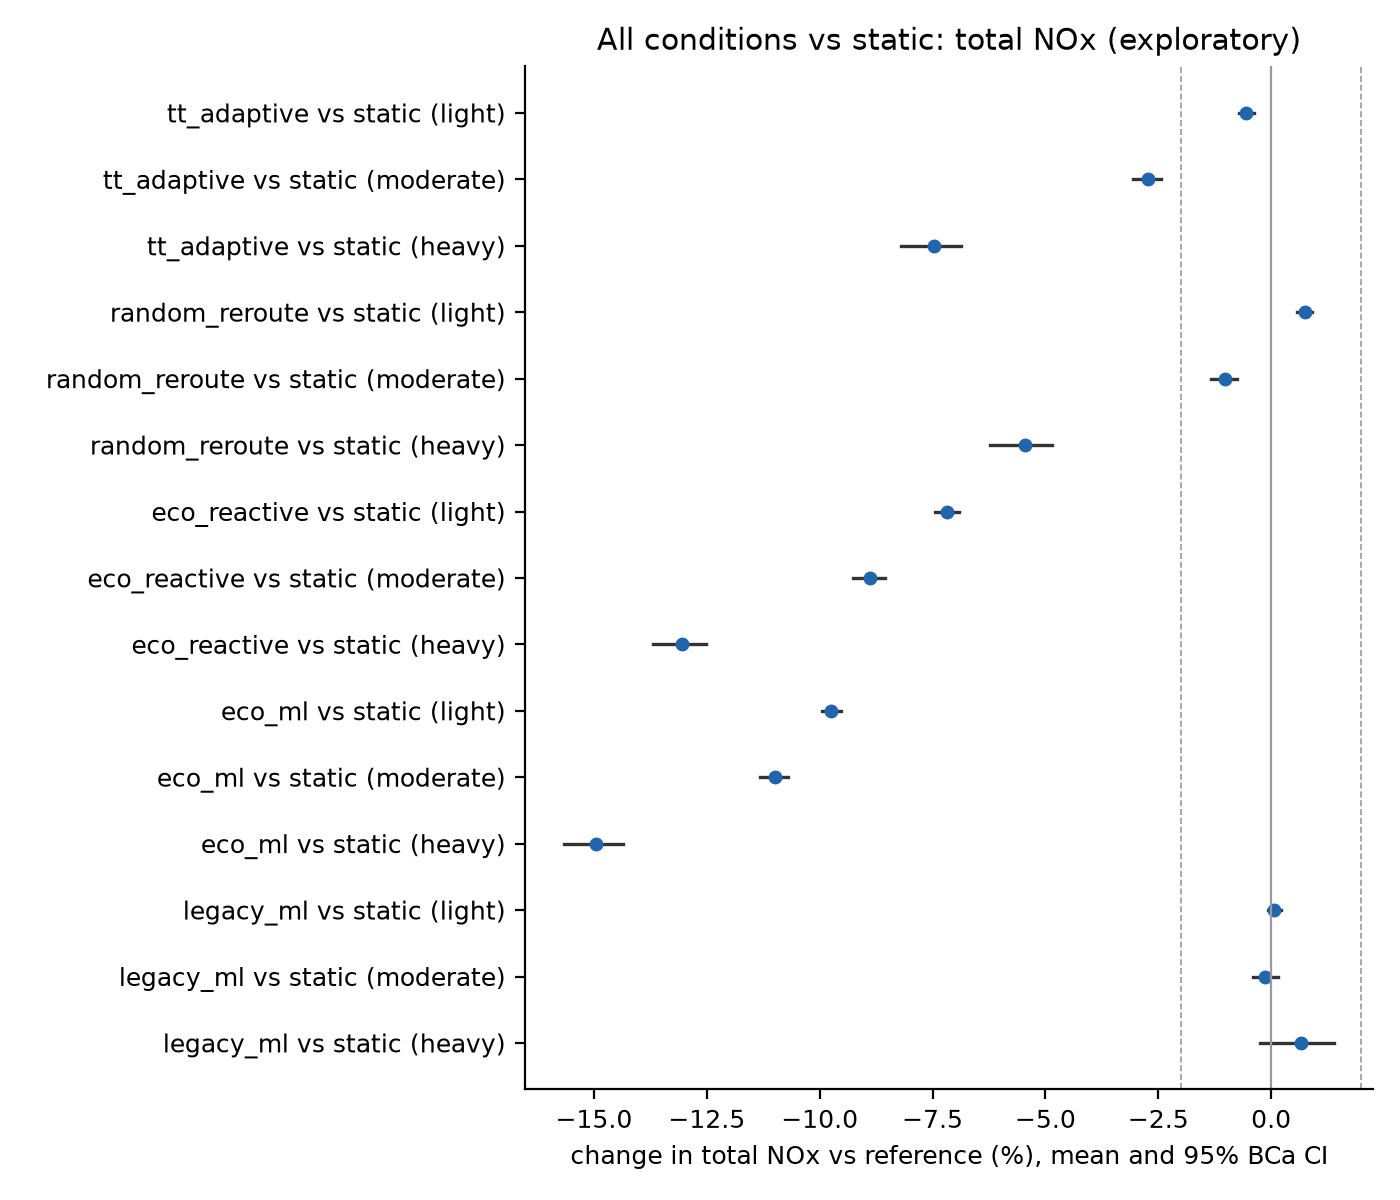 All conditions vs static: total NOx (exploratory)
tt_adaptive vs static (light)
tt_adaptive vs static (moderate)
tt_adaptive vs static (heavy)
random_reroute vs static (light)
random_reroute vs static (moderate)
random_reroute vs static (heavy)
eco_reactive vs static (light)
eco_reactive vs static (moderate)
eco_reactive vs static (heavy)
eco_ml vs static (light)
eco_ml vs static (moderate)
eco_ml vs static (heavy)
legacy_ml vs static (light)
legacy_ml vs static (moderate)
legacy_ml vs static (heavy)
−15.0 −12.5 −10.0 −7.5 −5.0 −2.5 0.0
change in total NOx vs reference (%), mean and 95% BCa CI